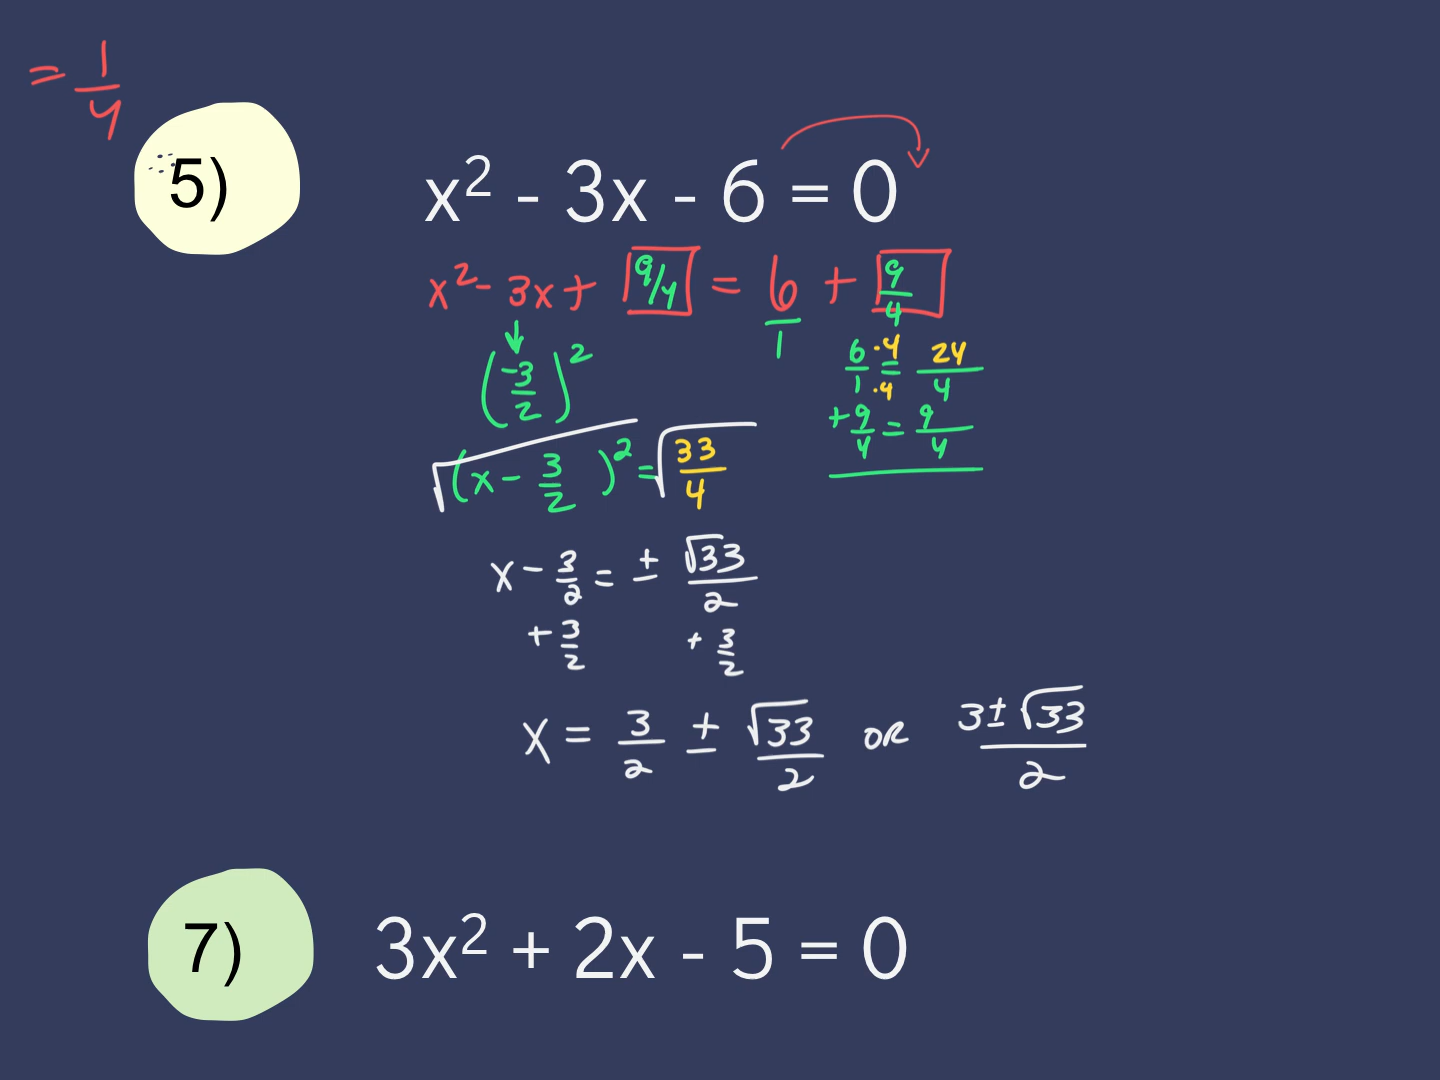 = 1/4
5)
x² - 3x - 6 = 0
x² - 3x + 9/4 = 6/1 + 9/4
(-3/2)²
6/1 ·4/·4 = 24/4
+ 9/4 = 9/4
√(x - 3/2)² = √33/4
x - 3/2 = ± √33/2
+ 3/2 + 3/2
x = 3/2 ± √33/2 OR 3 ± √33/2
7)
3x² + 2x - 5 = 0